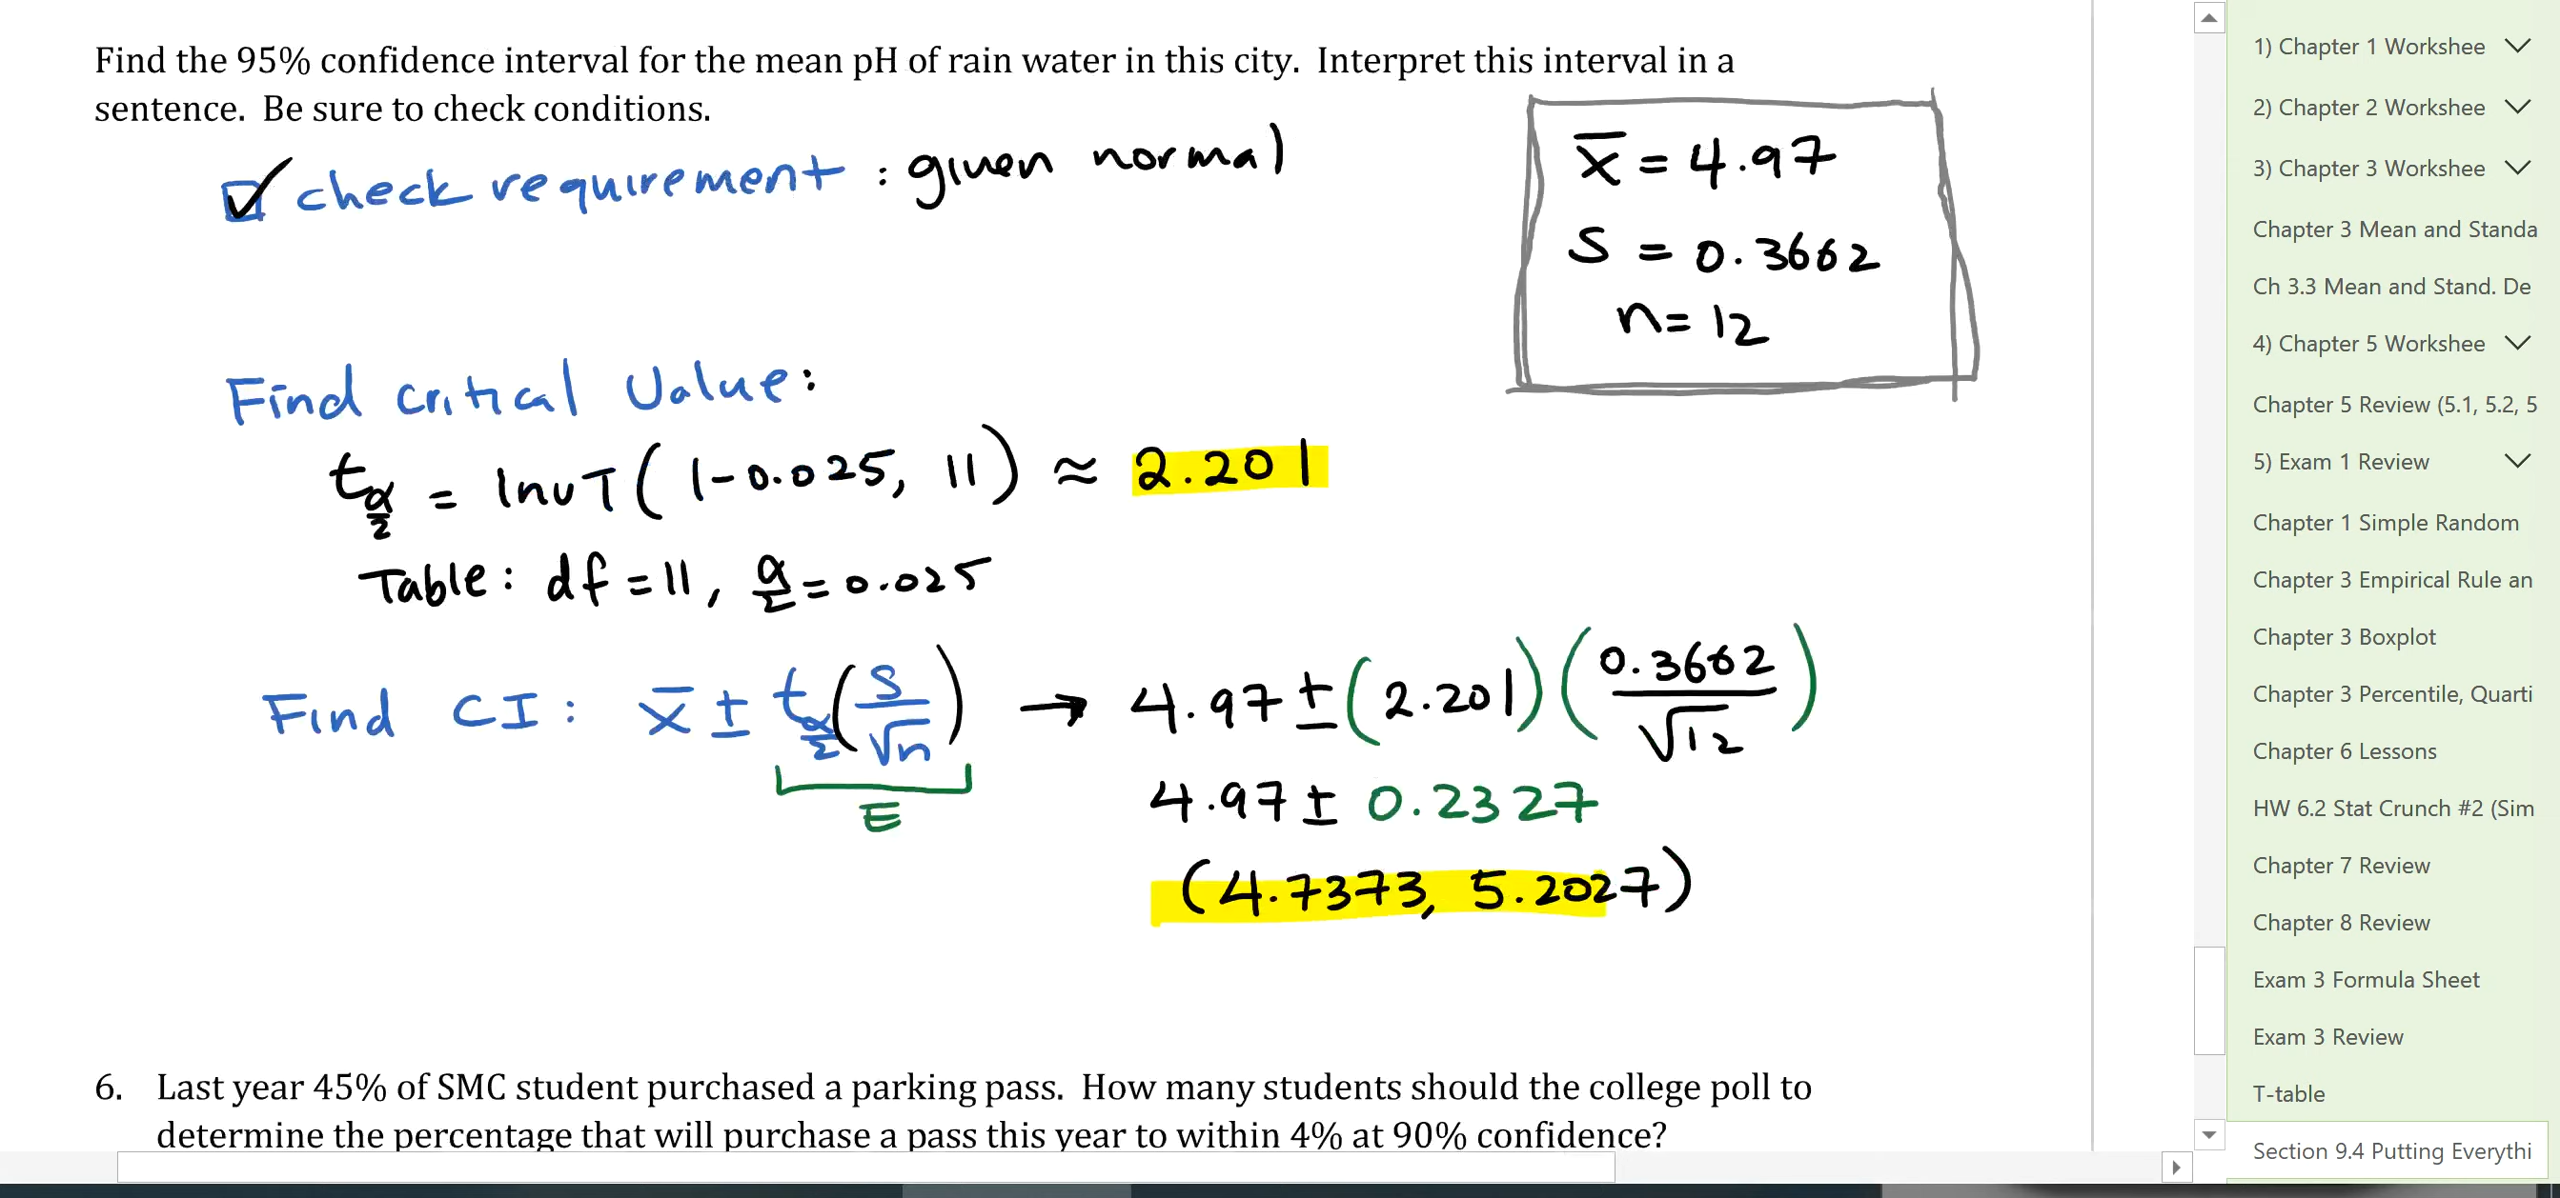 Find the 95% confidence interval for the mean pH of rain water in this city. Interpret this interval in a
sentence. Be sure to check conditions.
check requirement : given normal
x̄ = 4.97
s = 0.3662
n = 12
Find critical Value:
t_{α/2} = InvT( 1-0.025, 11) ≈ 2.201
Table: df = 11, α/2 = 0.025
Find CI: x̄ ± t_{α/2}(s/√n) → 4.97 ± (2.201)(0.3662/√12)
E
4.97 ± 0.2327
(4.7373, 5.2027)
6. Last year 45% of SMC student purchased a parking pass. How many students should the college poll to
determine the percentage that will purchase a pass this year to within 4% at 90% confidence?
1) Chapter 1 Workshee
2) Chapter 2 Workshee
3) Chapter 3 Workshee
Chapter 3 Mean and Standa
Ch 3.3 Mean and Stand. De
4) Chapter 5 Workshee
Chapter 5 Review (5.1, 5.2, 5
5) Exam 1 Review
Chapter 1 Simple Random
Chapter 3 Empirical Rule an
Chapter 3 Boxplot
Chapter 3 Percentile, Quarti
Chapter 6 Lessons
HW 6.2 Stat Crunch #2 (Sim
Chapter 7 Review
Chapter 8 Review
Exam 3 Formula Sheet
Exam 3 Review
T-table
Section 9.4 Putting Everythi